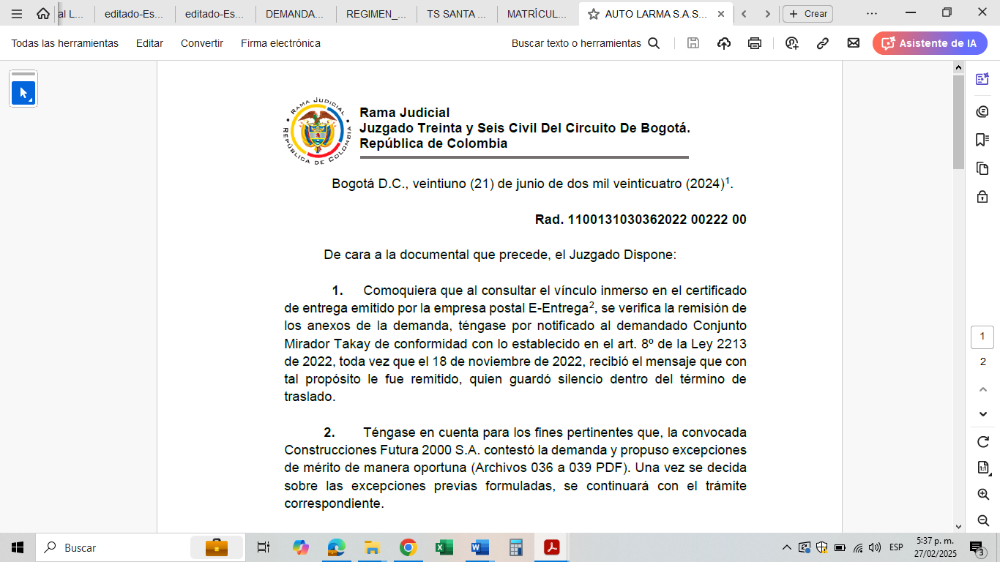 al L...
editado-Es...
editado-Es...
DEMANDA...
REGIMEN_...
TS SANTA ...
MATRÍCUL...
AUTO LARMA S.A.S...
Crear
Todas las herramientas
Editar
Convertir
Firma electrónica
Buscar texto o herramientas
Asistente de IA
RAMA JUDICIAL
REPÚBLICA DE COLOMBIA
Rama Judicial
Juzgado Treinta y Seis Civil Del Circuito De Bogotá.
República de Colombia
Bogotá D.C., veintiuno (21) de junio de dos mil veinticuatro (2024)1.
Rad. 1100131030362022 00222 00
De cara a la documental que precede, el Juzgado Dispone:
1. Comoquiera que al consultar el vínculo inmerso en el certificado
de entrega emitido por la empresa postal E-Entrega2, se verifica la remisión de
los anexos de la demanda, téngase por notificado al demandado Conjunto
Mirador Takay de conformidad con lo establecido en el art. 8º de la Ley 2213
de 2022, toda vez que el 18 de noviembre de 2022, recibió el mensaje que con
tal propósito le fue remitido, quien guardó silencio dentro del término de
traslado.
2. Téngase en cuenta para los fines pertinentes que, la convocada
Construcciones Futura 2000 S.A. contestó la demanda y propuso excepciones
de mérito de manera oportuna (Archivos 036 a 039 PDF). Una vez se decida
sobre las excepciones previas formuladas, se continuará con el trámite
correspondiente.
1
2
1:1
Buscar
ESP
5:37 p. m.
27/02/2025
3